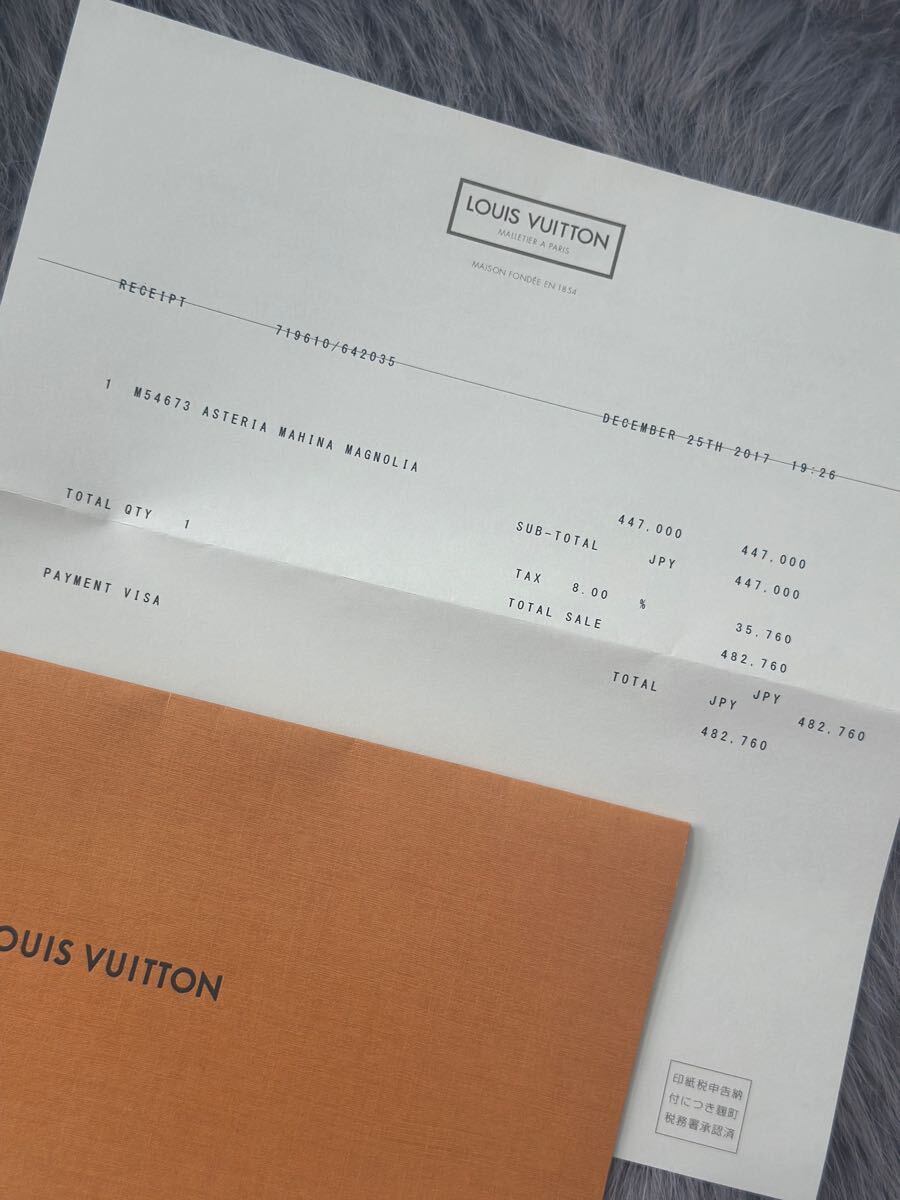 LOUIS VUITTON
MALLETIER A PARIS
MAISON FONDÉE EN 1854
RECEIPT 719610/642035 DECEMBER 25TH 2017 19:26
1 M54673 ASTERIA MAHINA MAGNOLIA
447.000 447.000
TOTAL QTY 1 SUB-TOTAL JPY 447.000
TAX 8.00 % 35.760
TOTAL SALE 482.760
PAYMENT VISA
JPY 482.760
TOTAL JPY 482.760
OUIS VUITTON
印紙税申告納
付につき麹町
税務署承認済